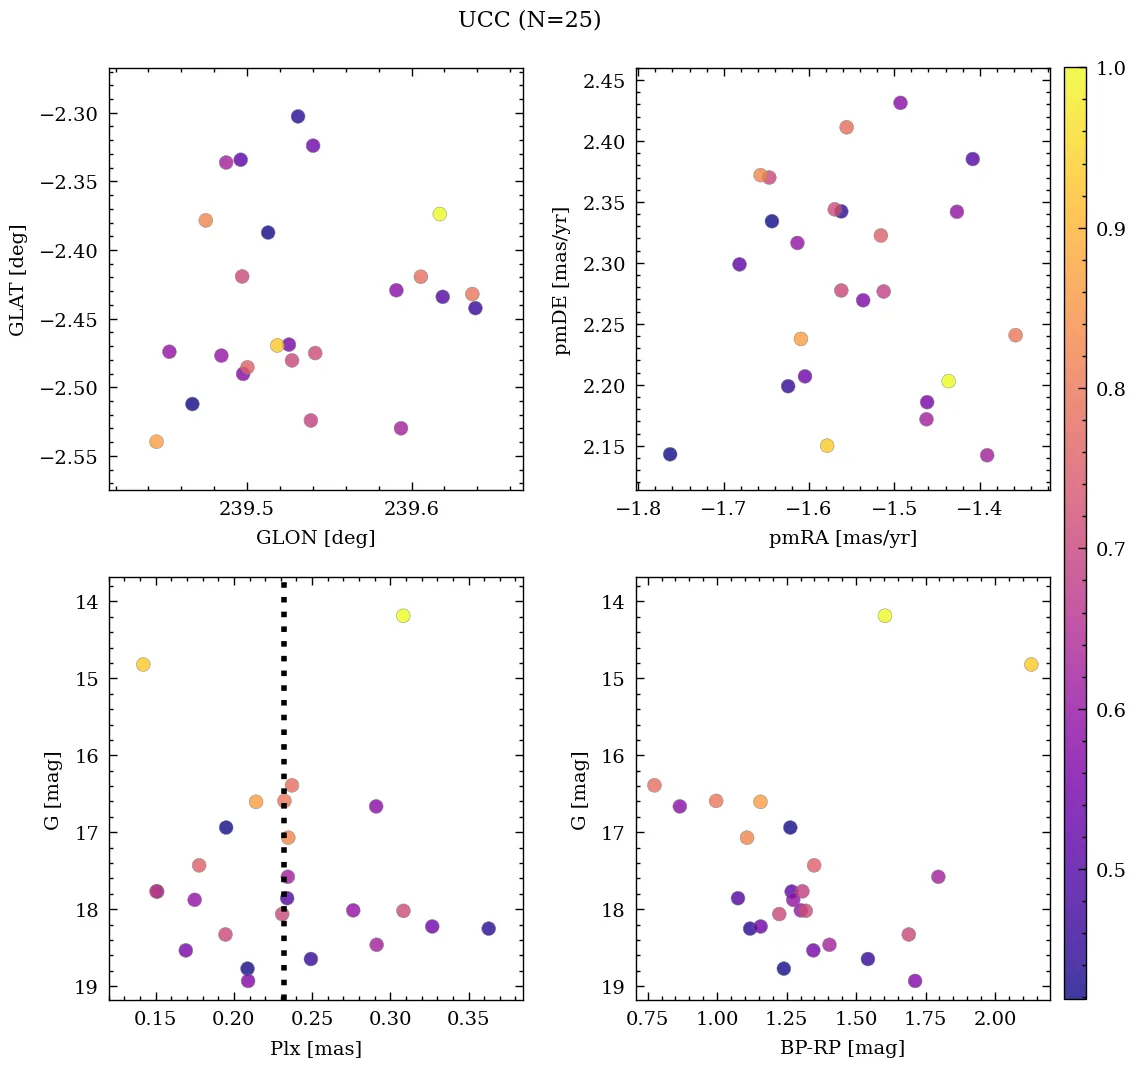 UCC (N=25)
−2.30
−2.35
−2.40
−2.45
−2.50
−2.55
GLAT [deg]
239.5 239.6
GLON [deg]
2.45
2.40
2.35
2.30
2.25
2.20
2.15
pmDE [mas/yr]
−1.8 −1.7 −1.6 −1.5 −1.4
pmRA [mas/yr]
14
15
16
17
18
19
G [mag]
0.15 0.20 0.25 0.30 0.35
Plx [mas]
14
15
16
17
18
19
G [mag]
0.75 1.00 1.25 1.50 1.75 2.00
BP-RP [mag]
1.0
0.9
0.8
0.7
0.6
0.5